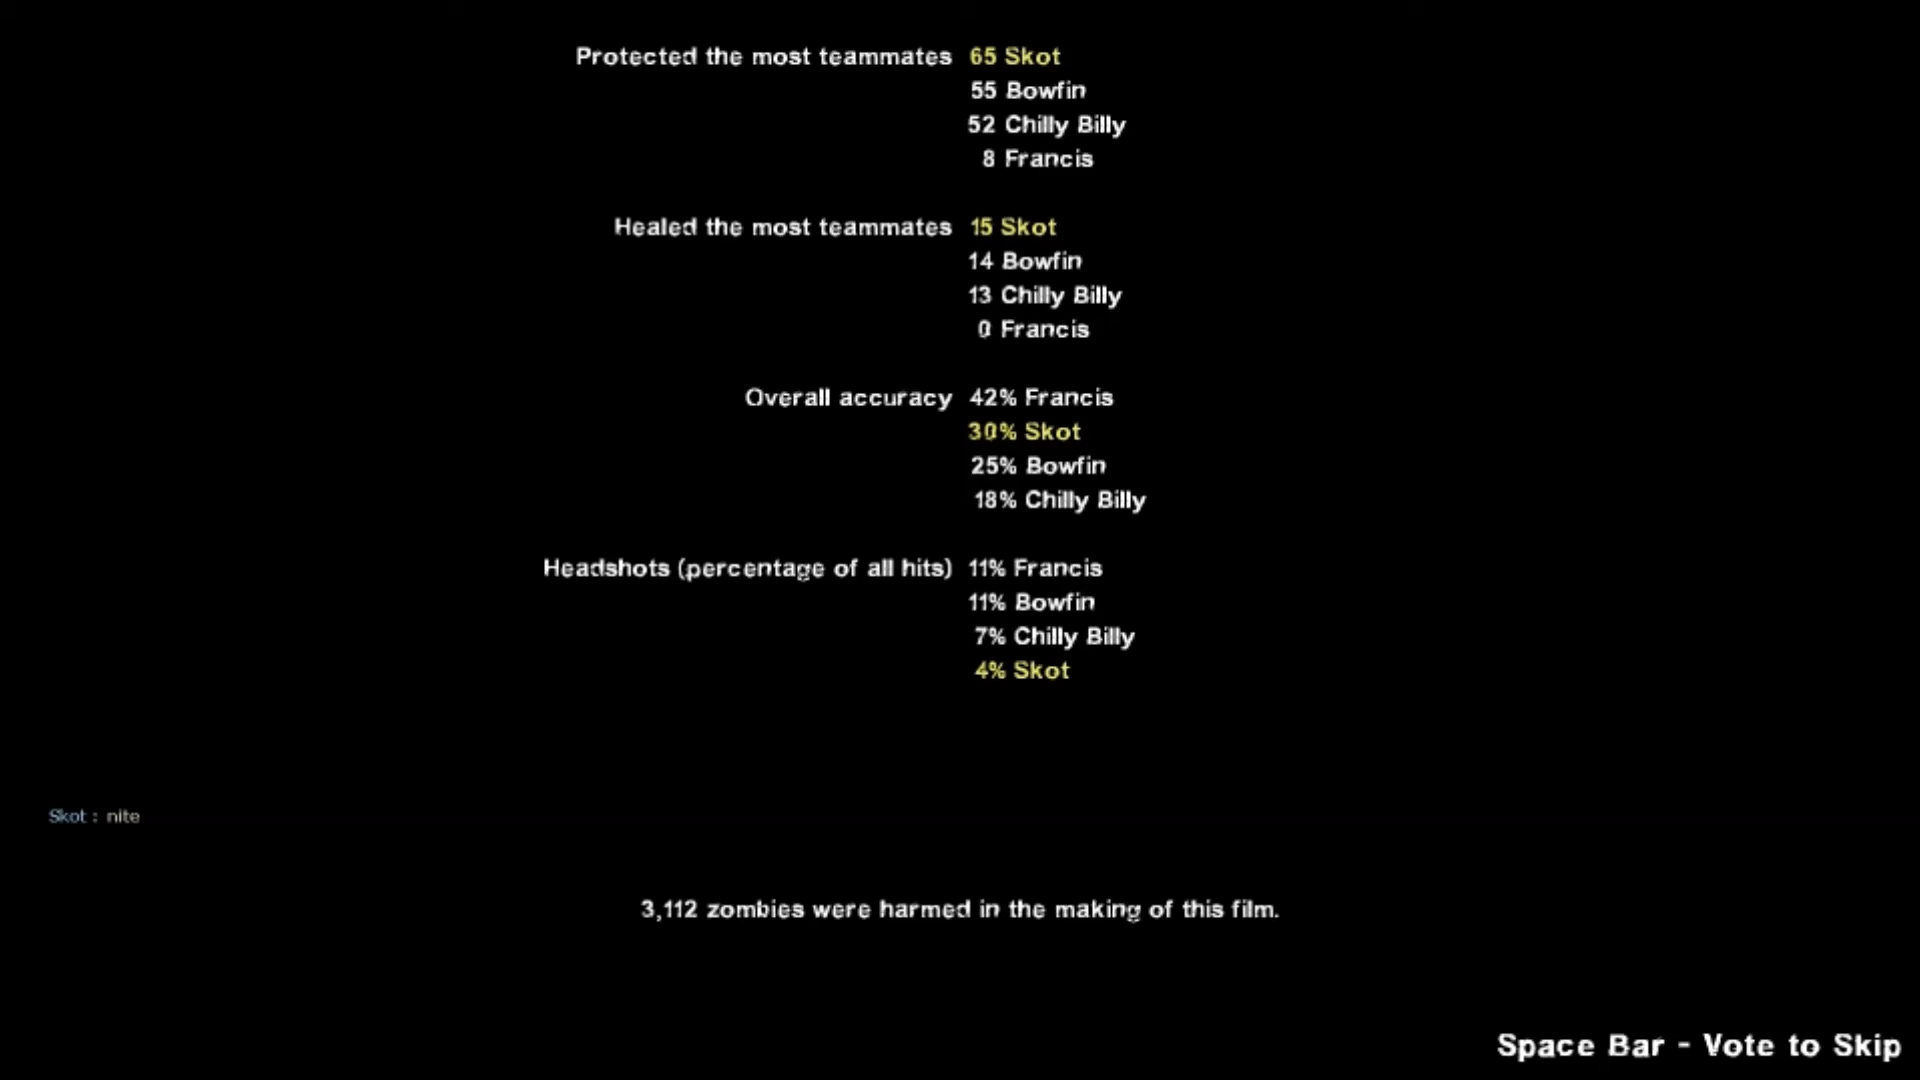 Protected the most teammates 65 Skot
55 Bowfin
52 Chilly Billy
8 Francis
Healed the most teammates 15 Skot
14 Bowfin
13 Chilly Billy
0 Francis
Overall accuracy 42% Francis
30% Skot
25% Bowfin
18% Chilly Billy
Headshots (percentage of all hits) 11% Francis
11% Bowfin
7% Chilly Billy
4% Skot
Skot : nite
3,112 zombies were harmed in the making of this film.
Space Bar - Vote to Skip